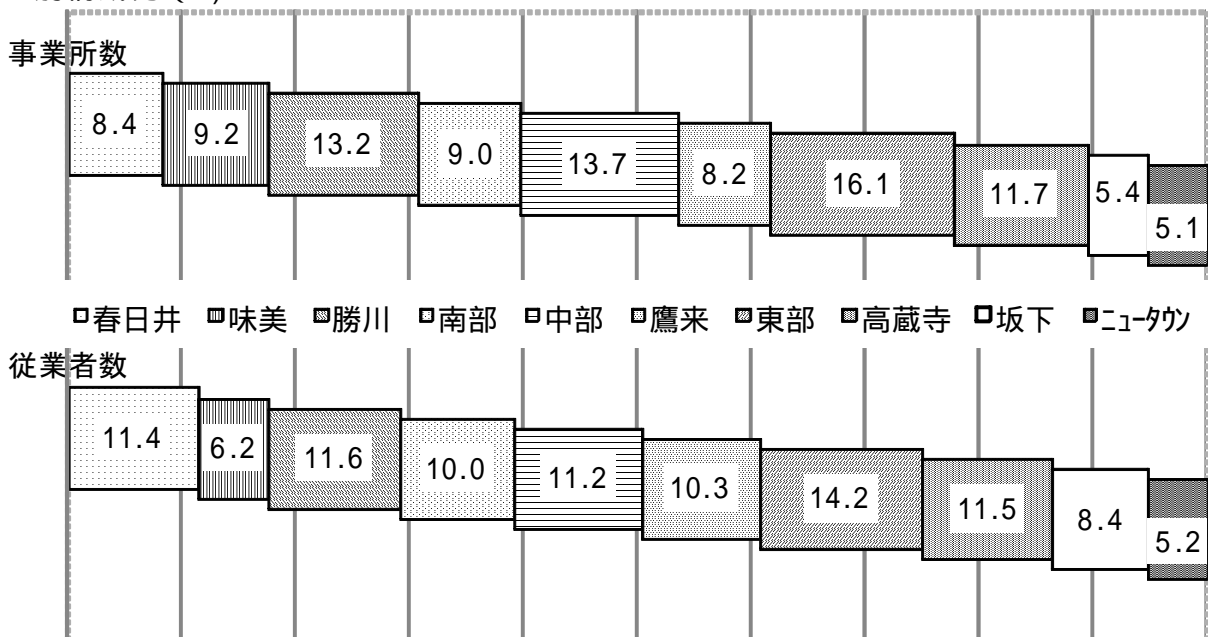 事業所数
8.4 9.2 13.2 9.0 13.7 8.2 16.1 11.7 5.4 5.1
春日井 味美 勝川 南部 中部 鷹来 東部 高蔵寺 坂下 ニュータウン
従業者数
11.4 6.2 11.6 10.0 11.2 10.3 14.2 11.5 8.4 5.2